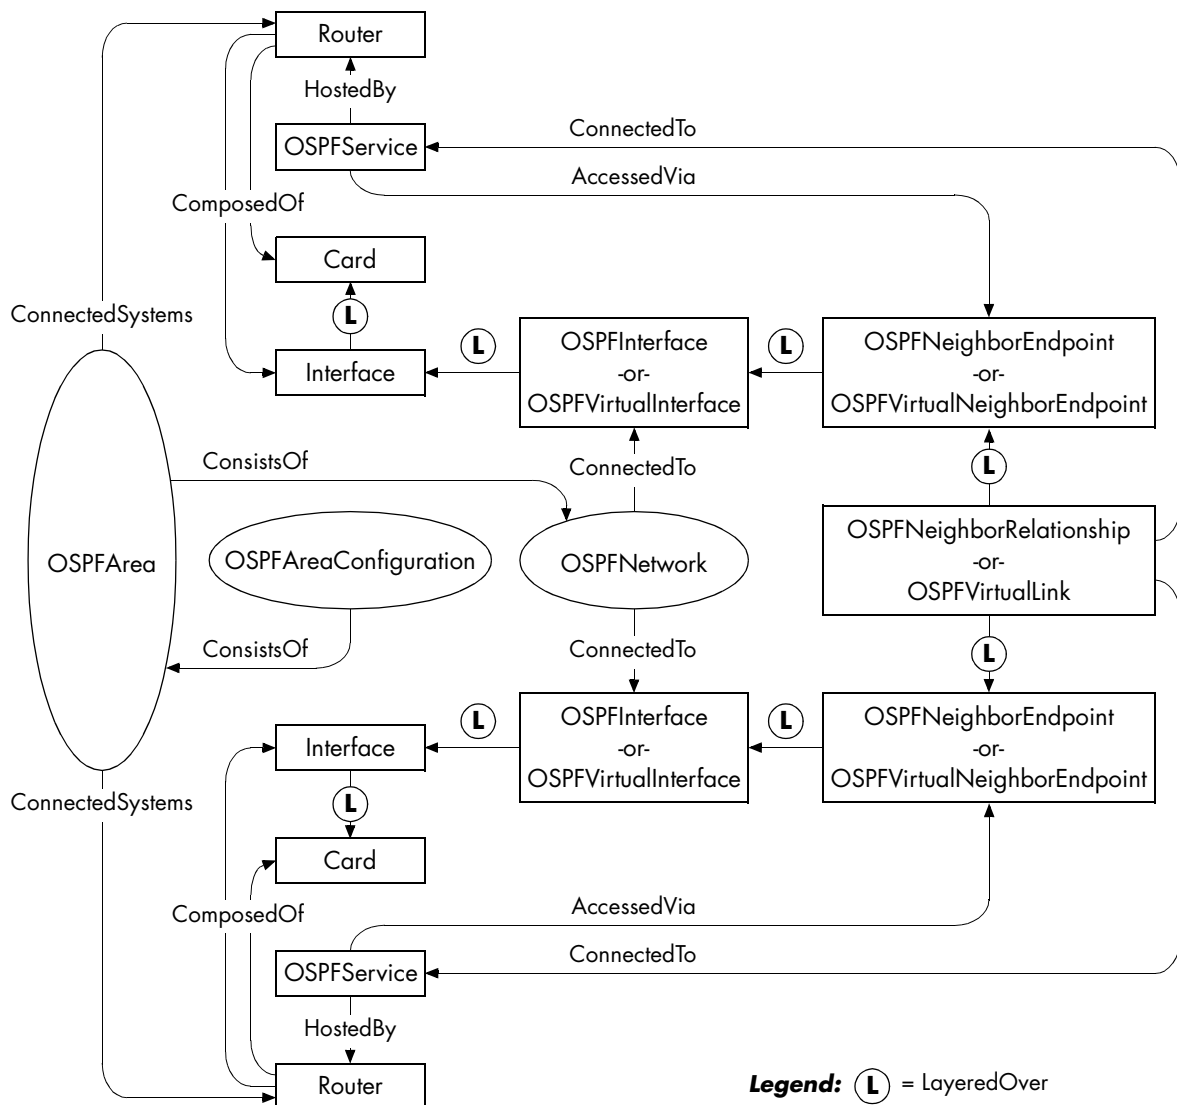 Router
HostedBy
OSPFService
ConnectedTo
AccessedVia
ComposedOf
Card
ConnectedSystems
L
Interface
L
OSPFInterface
-or-
OSPFVirtualInterface
L
OSPFNeighborEndpoint
-or-
OSPFVirtualNeighborEndpoint
ConsistsOf
ConnectedTo
L
OSPFArea
OSPFAreaConfiguration
OSPFNetwork
OSPFNeighborRelationship
-or-
OSPFVirtualLink
ConsistsOf
ConnectedTo
L
Interface
L
OSPFInterface
-or-
OSPFVirtualInterface
L
OSPFNeighborEndpoint
-or-
OSPFVirtualNeighborEndpoint
ConnectedSystems
L
Card
ComposedOf
AccessedVia
OSPFService
ConnectedTo
HostedBy
Router
Legend: L = LayeredOver